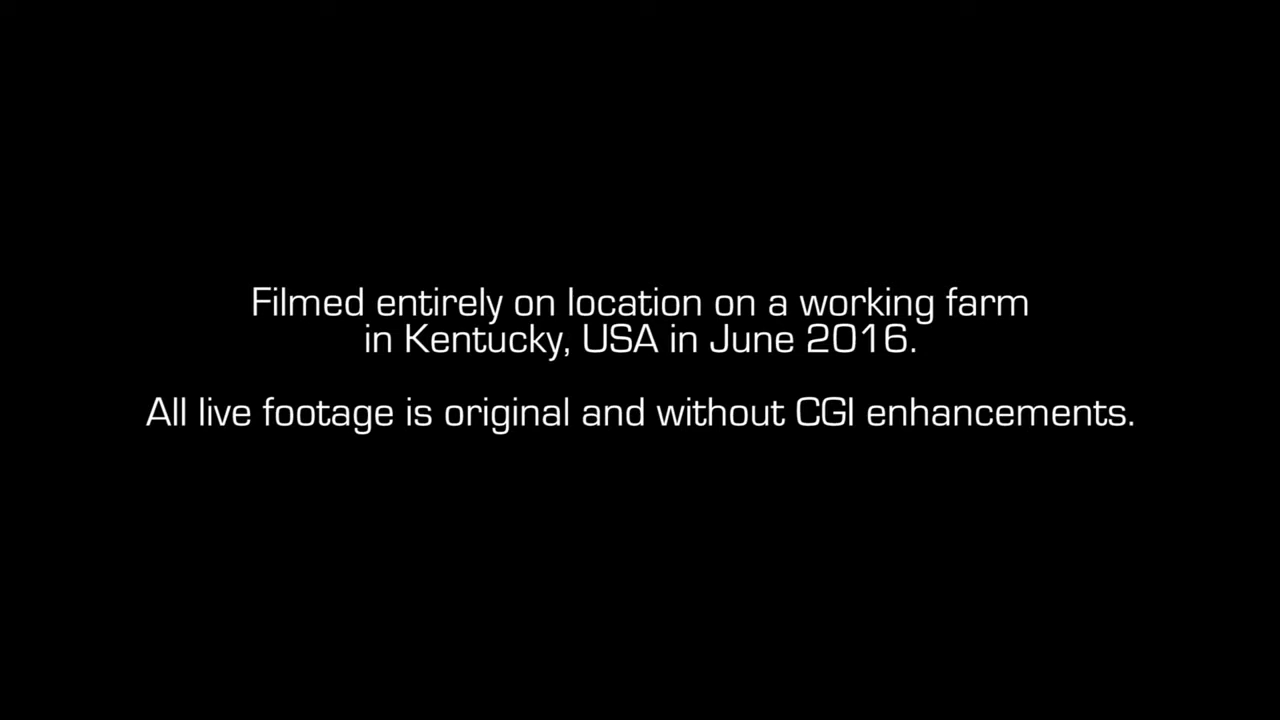 Filmed entirely on location on a working farm
in Kentucky, USA in June 2016.
All live footage is original and without CGI enhancements.